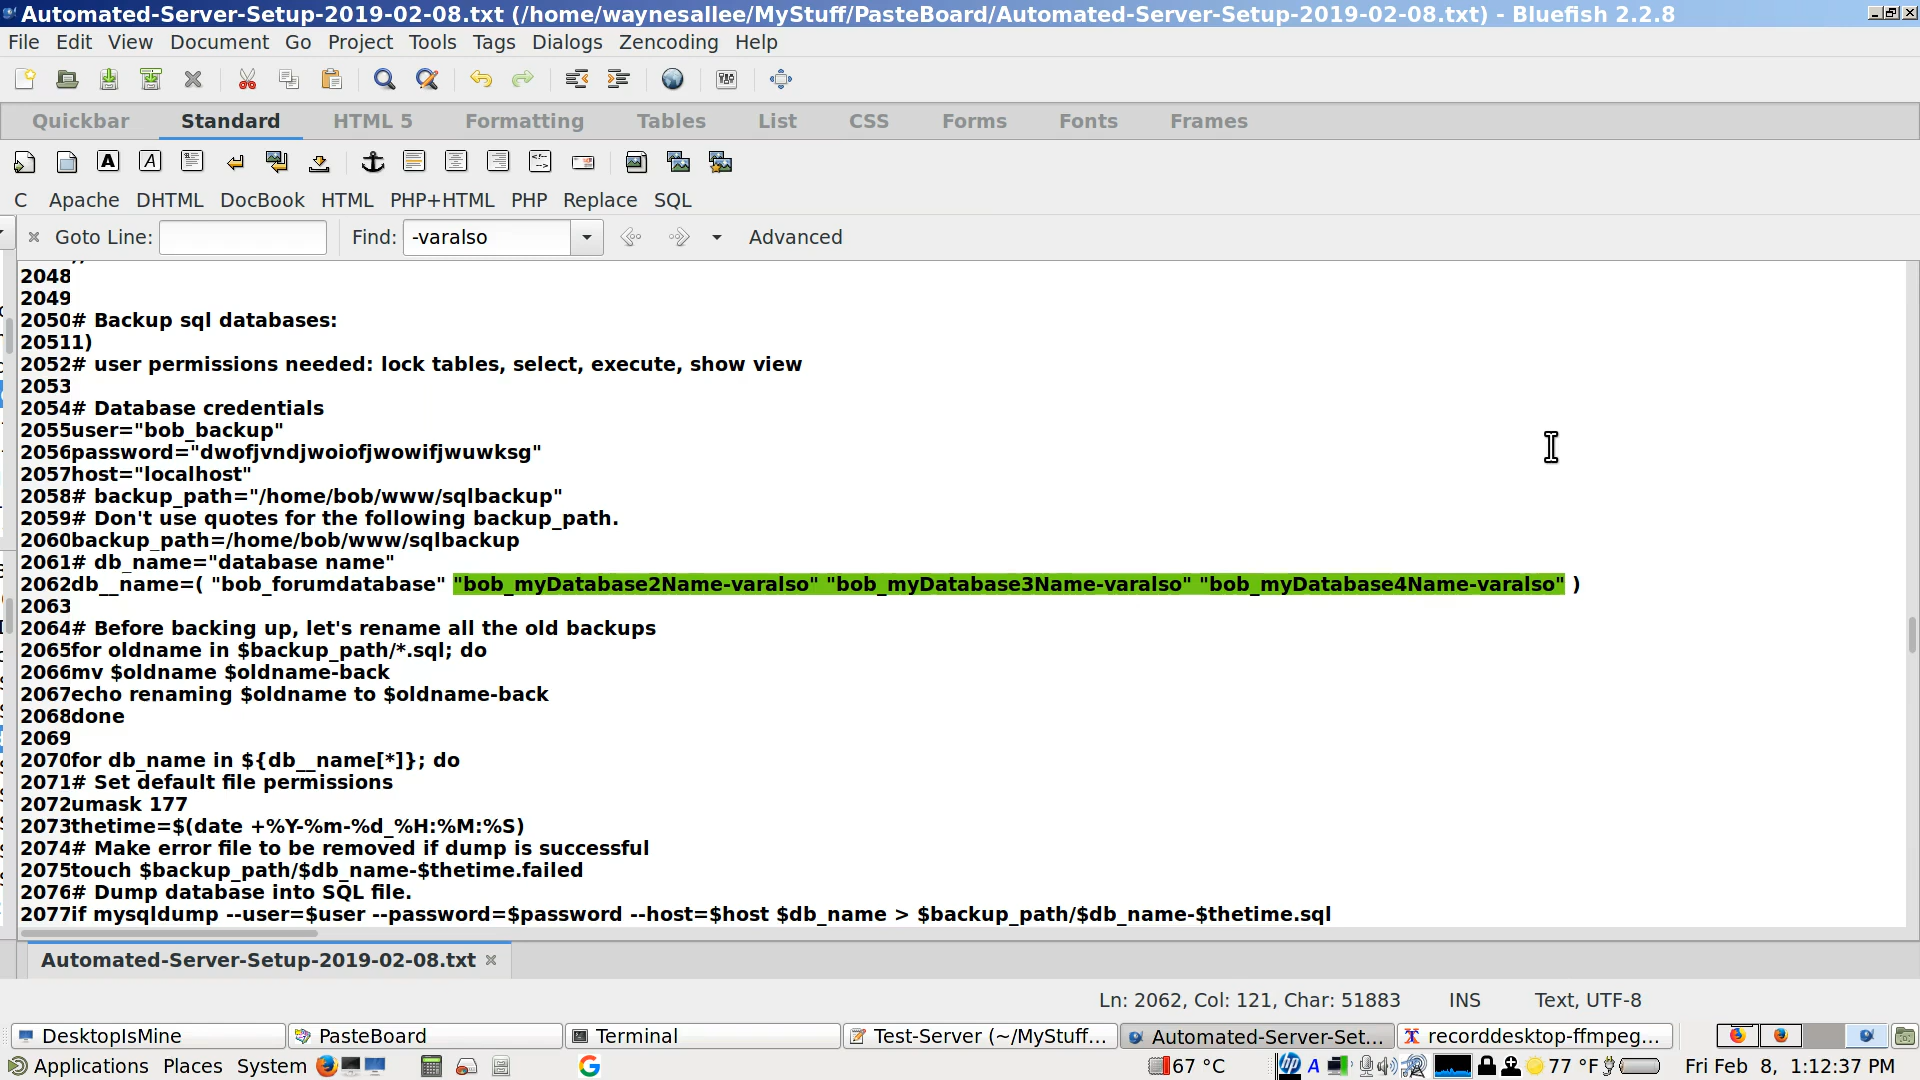 Automated-Server-Setup-2019-02-08.txt (/home/waynesallee/MyStuff/PasteBoard/Automated-Server-Setup-2019-02-08.txt) - Bluefish 2.2.8
File Edit View Document Go Project Tools Tags Dialogs Zencoding Help
Quickbar Standard HTML 5 Formatting Tables List CSS Forms Fonts Frames
C Apache DHTML DocBook HTML PHP+HTML PHP Replace SQL
Goto Line: Find: -varalso Advanced
2048
2049
2050# Backup sql databases:
20511)
2052# user permissions needed: lock tables, select, execute, show view
2053
2054# Database credentials
2055user="bob_backup"
2056password="dwofjvndjwoiofjwowifjwuwksg"
2057host="localhost"
2058# backup_path="/home/bob/www/sqlbackup"
2059# Don't use quotes for the following backup_path.
2060backup_path=/home/bob/www/sqlbackup
2061# db_name="database name"
2062db__name=( "bob_forumdatabase" "bob_myDatabase2Name-varalso" "bob_myDatabase3Name-varalso" "bob_myDatabase4Name-varalso" )
2063
2064# Before backing up, let's rename all the old backups
2065for oldname in $backup_path/*.sql; do
2066mv $oldname $oldname-back
2067echo renaming $oldname to $oldname-back
2068done
2069
2070for db_name in ${db__name[*]}; do
2071# Set default file permissions
2072umask 177
2073thetime=$(date +%Y-%m-%d_%H:%M:%S)
2074# Make error file to be removed if dump is successful
2075touch $backup_path/$db_name-$thetime.failed
2076# Dump database into SQL file.
2077if mysqldump --user=$user --password=$password --host=$host $db_name > $backup_path/$db_name-$thetime.sql
Automated-Server-Setup-2019-02-08.txt
Ln: 2062, Col: 121, Char: 51883 INS Text, UTF-8
DesktopIsMine PasteBoard Terminal Test-Server (~/MyStuff... Automated-Server-Set... recorddesktop-ffmpeg...
Applications Places System 67 °C 77 °F Fri Feb 8, 1:12:37 PM